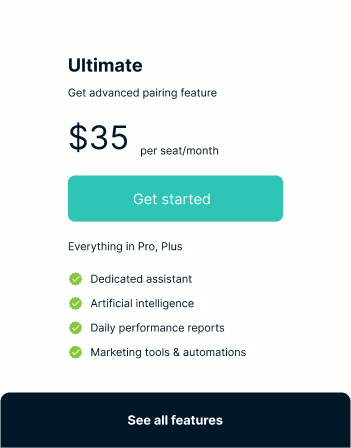 Ultimate
Get advanced pairing feature
$35 per seat/month
Get started
Everything in Pro, Plus
Dedicated assistant
Artificial intelligence
Daily performance reports
Marketing tools & automations
See all features